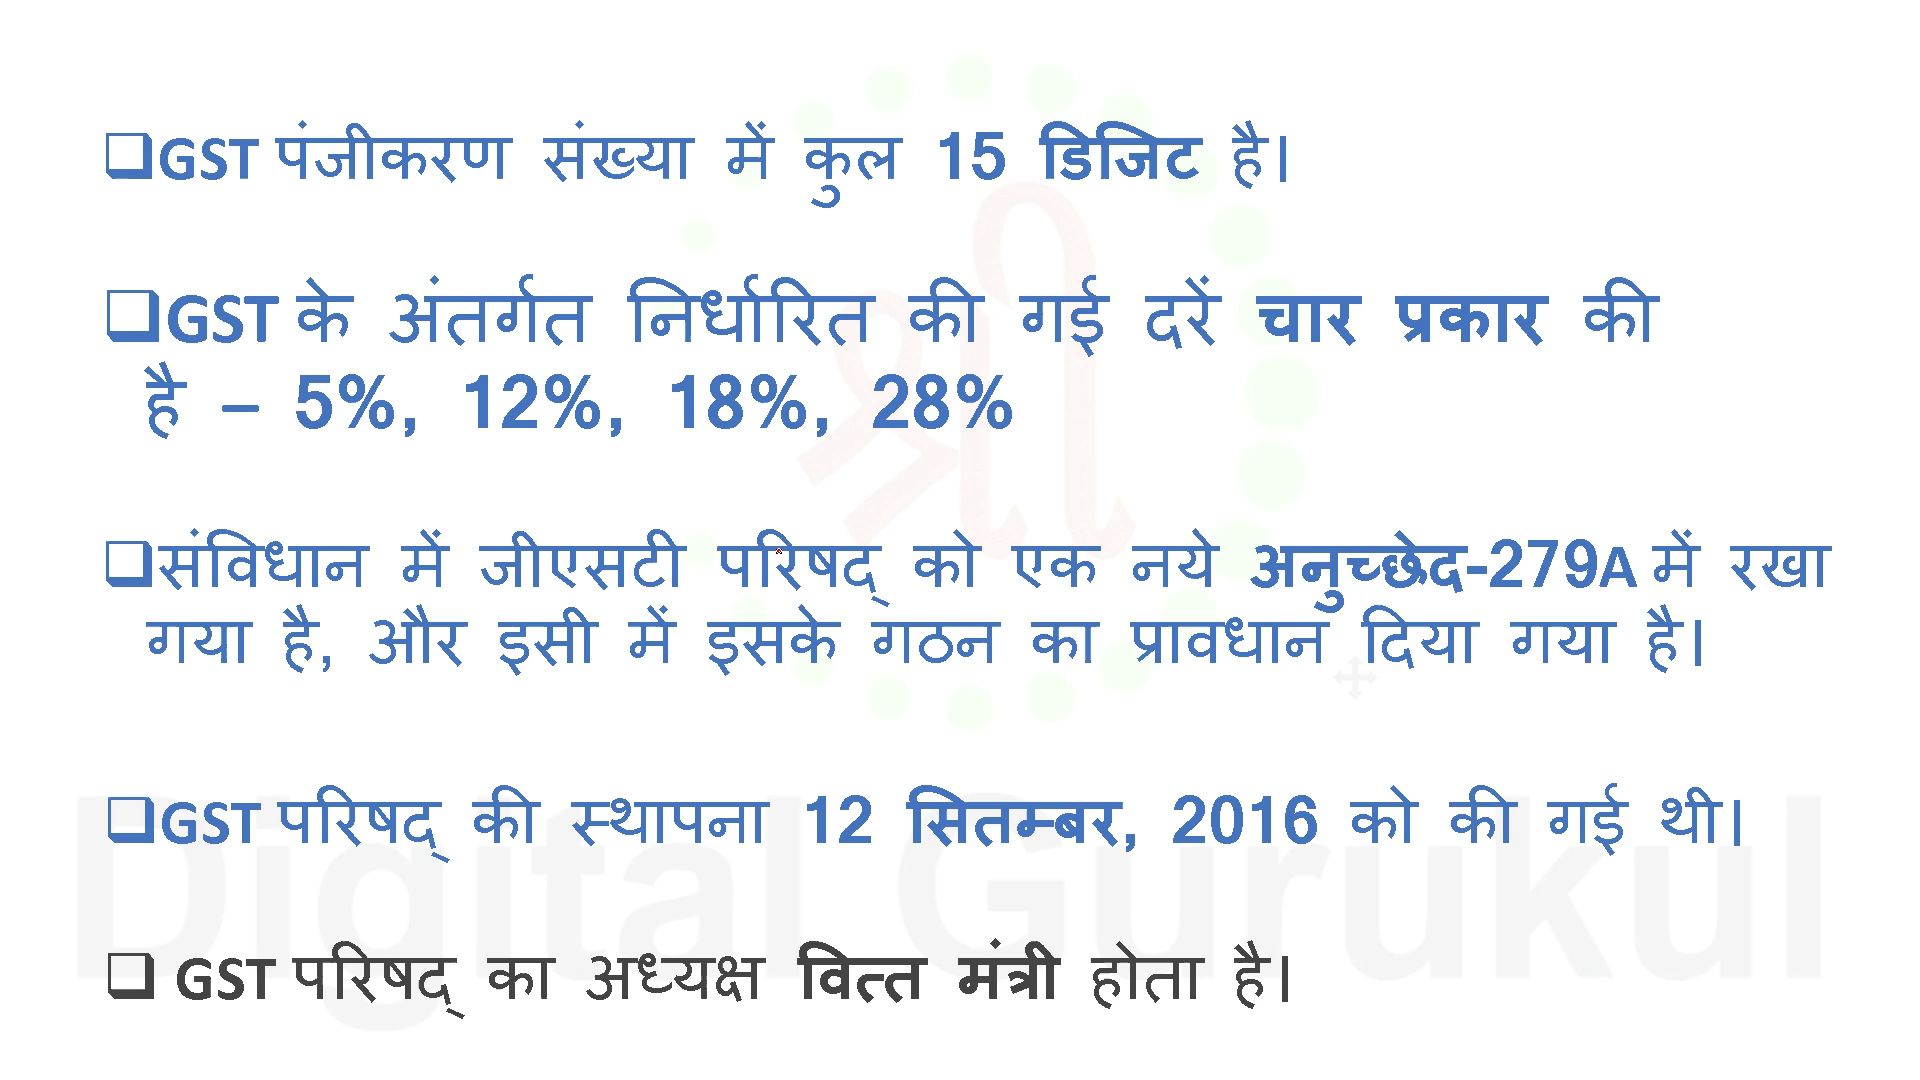 GST पंजीकरण संख्या में कुल 15 डिजिट है।
GST के अंतर्गत निर्धारित की गई दरें चार प्रकार की
है – 5%, 12%, 18%, 28%
संविधान में जीएसटी परिषद् को एक नये अनुच्छेद-279A में रखा
गया है, और इसी में इसके गठन का प्रावधान दिया गया है।
GST परिषद् की स्थापना 12 सितम्बर, 2016 को की गई थी।
GST परिषद् का अध्यक्ष वित्त मंत्री होता है।
श्री
Digital Gurukul